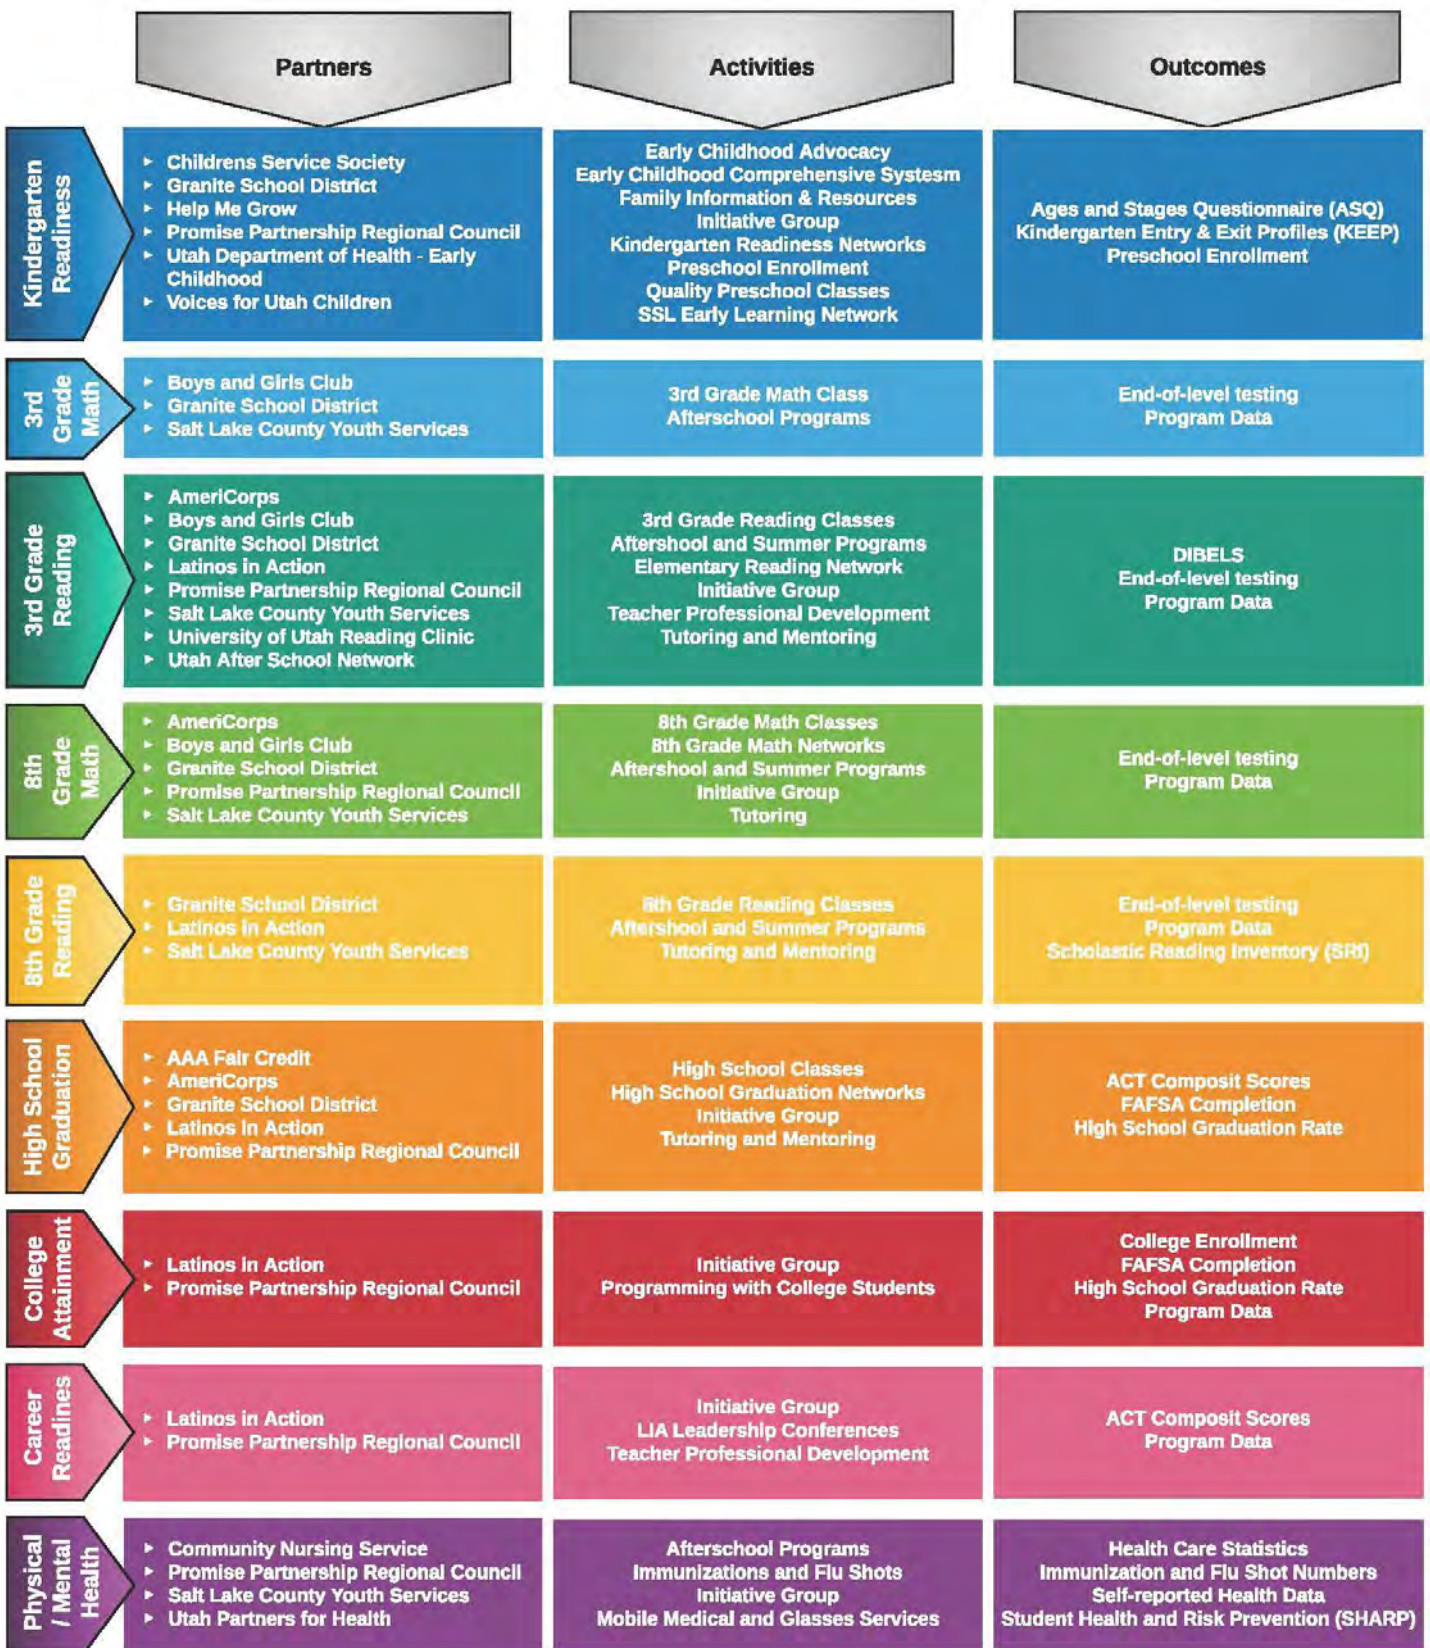 Partners
Activities
Outcomes
Kindergarten
Readiness
Childrens Service Society
Granite School District
Help Me Grow
Promise Partnership Regional Council
Utah Department of Health - Early
Childhood
Voices for Utah Children
Early Childhood Advocacy
Early Childhood Comprehensive Systesm
Family Information & Resources
Initiative Group
Kindergarten Readiness Networks
Preschool Enrollment
Quality Preschool Classes
SSL Early Learning Network
Ages and Stages Questionnaire (ASQ)
Kindergarten Entry & Exit Profiles (KEEP)
Preschool Enrollment
3rd
Grade
Math
Boys and Girls Club
Granite School District
Salt Lake County Youth Services
3rd Grade Math Class
Afterschool Programs
End-of-level testing
Program Data
3rd Grade
Reading
AmeriCorps
Boys and Girls Club
Granite School District
Latinos in Action
Promise Partnership Regional Council
Salt Lake County Youth Services
University of Utah Reading Clinic
Utah After School Network
3rd Grade Reading Classes
Aftershool and Summer Programs
Elementary Reading Network
Initiative Group
Teacher Professional Development
Tutoring and Mentoring
DIBELS
End-of-level testing
Program Data
8th
Grade
Math
AmeriCorps
Boys and Girls Club
Granite School District
Promise Partnership Regional Council
Salt Lake County Youth Services
8th Grade Math Classes
8th Grade Math Networks
Aftershool and Summer Programs
Initiative Group
Tutoring
End-of-level testing
Program Data
8th Grade
Reading
Granite School District
Latinos in Action
Salt Lake County Youth Services
8th Grade Reading Classes
Aftershool and Summer Programs
Tutoring and Mentoring
End-of-level testing
Program Data
Scholastic Reading Inventory (SRI)
High School
Graduation
AAA Fair Credit
AmeriCorps
Granite School District
Latinos in Action
Promise Partnership Regional Council
High School Classes
High School Graduation Networks
Initiative Group
Tutoring and Mentoring
ACT Composit Scores
FAFSA Completion
High School Graduation Rate
College
Attainment
Latinos in Action
Promise Partnership Regional Council
Initiative Group
Programming with College Students
College Enrollment
FAFSA Completion
High School Graduation Rate
Program Data
Career
Readines
Latinos in Action
Promise Partnership Regional Council
Initiative Group
LIA Leadership Conferences
Teacher Professional Development
ACT Composit Scores
Program Data
Physical
/ Mental
Health
Community Nursing Service
Promise Partnership Regional Council
Salt Lake County Youth Services
Utah Partners for Health
Afterschool Programs
Immunizations and Flu Shots
Initiative Group
Mobile Medical and Glasses Services
Health Care Statistics
Immunization and Flu Shot Numbers
Self-reported Health Data
Student Health and Risk Prevention (SHARP)